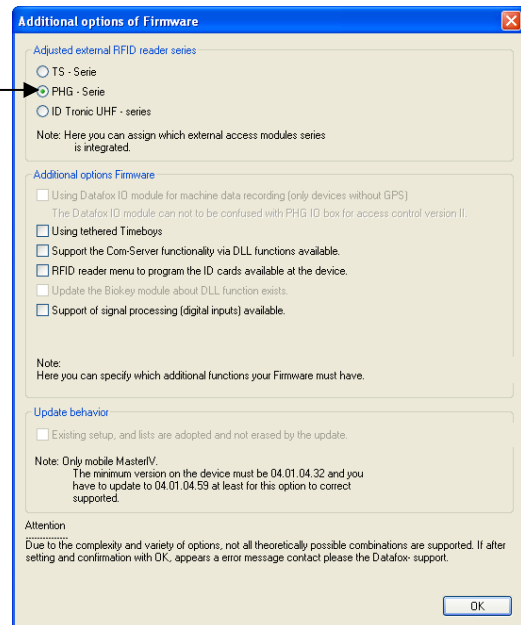 Additional options of Firmware
Adjusted external RFID reader series
TS - Serie
PHG - Serie
ID Tronic UHF - series
Note: Here you can assign which external access modules series
is integrated.
Additional options Firmware
Using Datafox IO module for machine data recording (only devices without GPS)
The Datafox IO module can not to be confused with PHG IO box for access control version II.
Using tethered Timeboys
Support the Com-Server functionality via DLL functions available.
RFID reader menu to program the ID cards available at the device.
Update the Biokey module about DLL function exists.
Support of signal processing (digital inputs) available.
Note:
Here you can specify which additional functions your Firmware must have.
Update behavior
Existing setup, and lists are adopted and not erased by the update.
Note: Only mobile MasterIV.
The minimum version on the device must be 04.01.04.32 and you
have to update to 04.01.04.59 at least for this option to correct
supported.
Attention
---------------
Due to the complexity and variety of options, not all theoretically possible combinations are supported. If after
setting and confirmation with OK, appears a error message contact please the Datafox- support.
OK